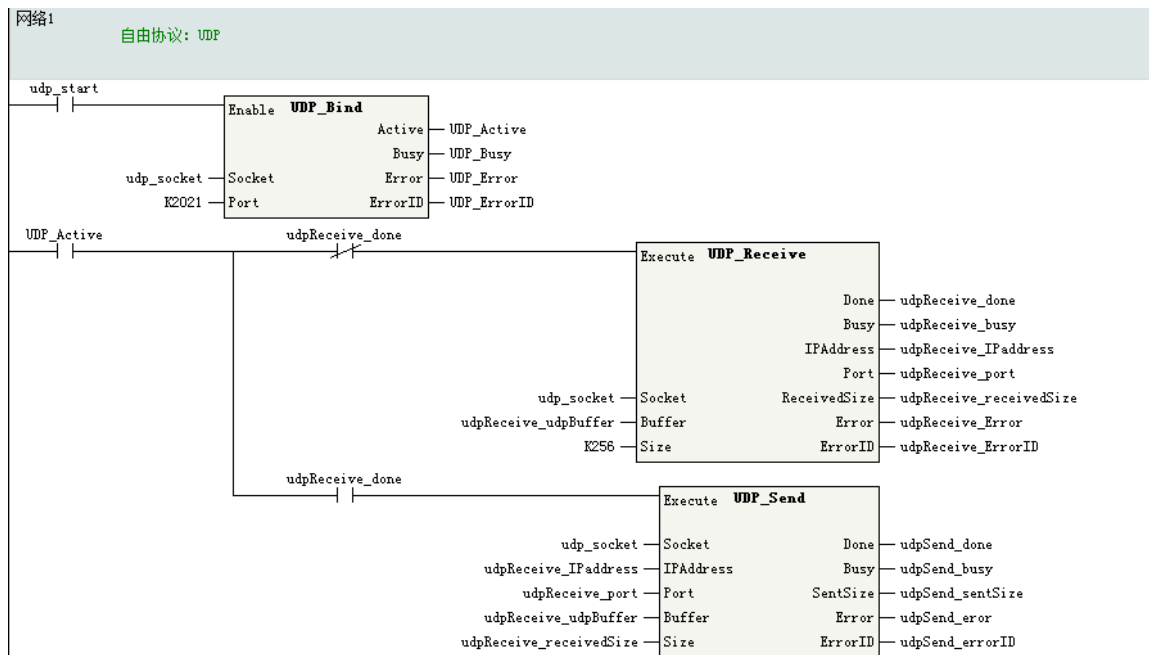 网络1
自由协议: UDP
udp_start
Enable UDP_Bind
Active UDP_Active
Busy UDP_Busy
udp_socket Socket Error UDP_Error
K2021 Port ErrorID UDP_ErrorID
UDP_Active udpReceive_done
Execute UDP_Receive
Done udpReceive_done
Busy udpReceive_busy
IPAddress udpReceive_IPaddress
Port udpReceive_port
udp_socket Socket ReceivedSize udpReceive_receivedSize
udpReceive_udpBuffer Buffer Error udpReceive_Error
K256 Size ErrorID udpReceive_ErrorID
udpReceive_done
Execute UDP_Send
udp_socket Socket Done udpSend_done
udpReceive_IPaddress IPAddress Busy udpSend_busy
udpReceive_port Port SentSize udpSend_sentSize
udpReceive_udpBuffer Buffer Error udpSend_eror
udpReceive_receivedSize Size ErrorID udpSend_errorID